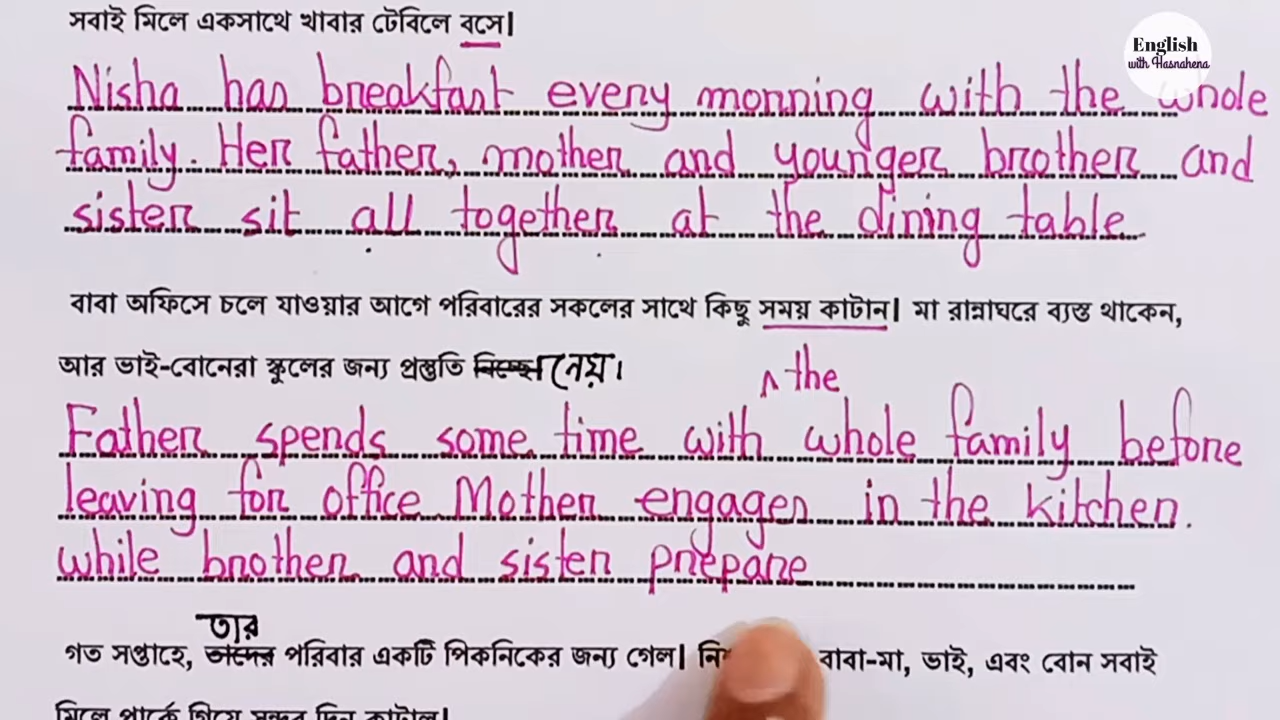 সবাই মিলে একসাথে খাবার টেবিলে বসে।
English
with Hasnahena
Nisha has breakfast every morning with the whole
family. Her father, mother and younger brother and
sister sit all together at the dining table
বাবা অফিসে চলে যাওয়ার আগে পরিবারের সকলের সাথে কিছু সময় কাটান। মা রান্নাঘরে ব্যস্ত থাকেন,
আর ভাই-বোনেরা স্কুলের জন্য প্রস্তুতি নিচ্ছে নেয়।
^ the
Father spends some time with whole family before
leaving for office Mother engages in the kitchen.
while brother and sister prepare
তার
গত সপ্তাহে, তাদের পরিবার একটি পিকনিকের জন্য গেল। বাবা-মা, ভাই, এবং বোন সবাই
মিলে পার্কে গিয়ে সুন্দর দিন কাটাল।